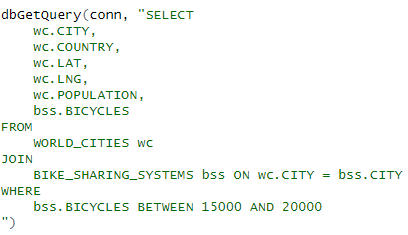 dbGetQuery(conn, "SELECT
    wc.CITY,
    wc.COUNTRY,
    wc.LAT,
    wc.LNG,
    wc.POPULATION,
    bss.BICYCLES
FROM
    WORLD_CITIES wc
JOIN
    BIKE_SHARING_SYSTEMS bss ON wc.CITY = bss.CITY
WHERE
    bss.BICYCLES BETWEEN 15000 AND 20000
")